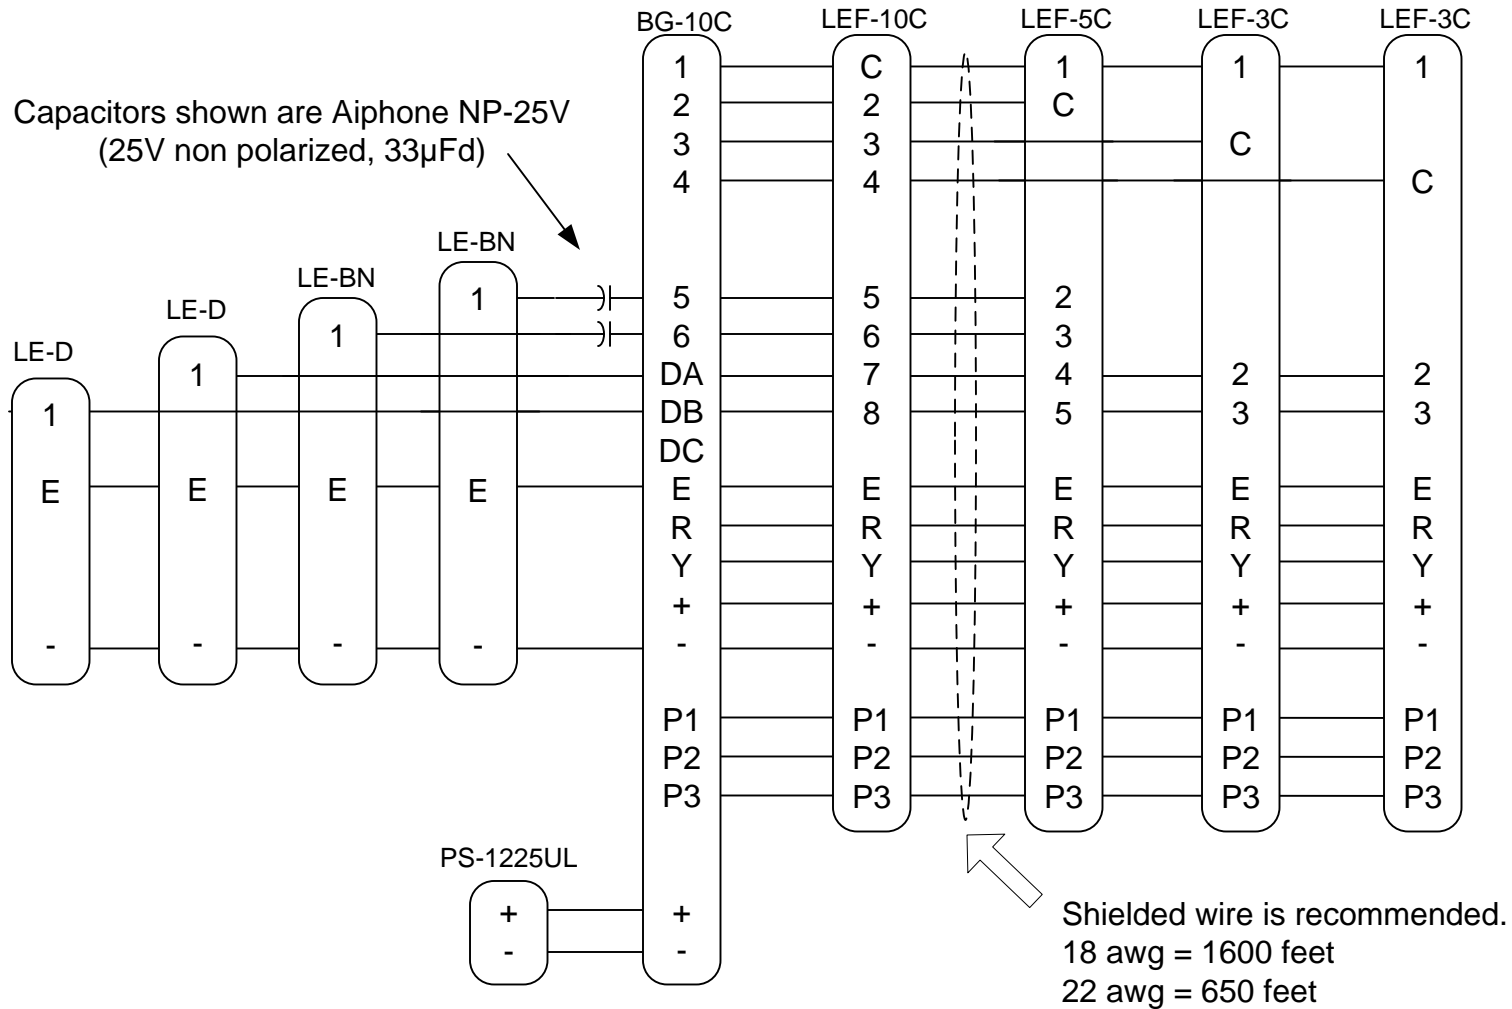 BG-10C LEF-10C LEF-5C LEF-3C LEF-3C
1 C 1 1 1
Capacitors shown are Aiphone NP-25V
(25V non polarized, 33µFd)
2 2 C
3 3 C
4 4 C
LE-BN
LE-BN
LE-D
LE-D
1 5 5 2
1 6 6 3
1 DA 7 4 2 2
1 DB 8 5 3 3
DC
E E E E E E E E E
R R R R R
Y Y Y Y Y
+ + + + +
- - - - - - - - -
P1 P1 P1 P1 P1
P2 P2 P2 P2 P2
P3 P3 P3 P3 P3
PS-1225UL
+ +
- -
Shielded wire is recommended.
18 awg = 1600 feet
22 awg = 650 feet